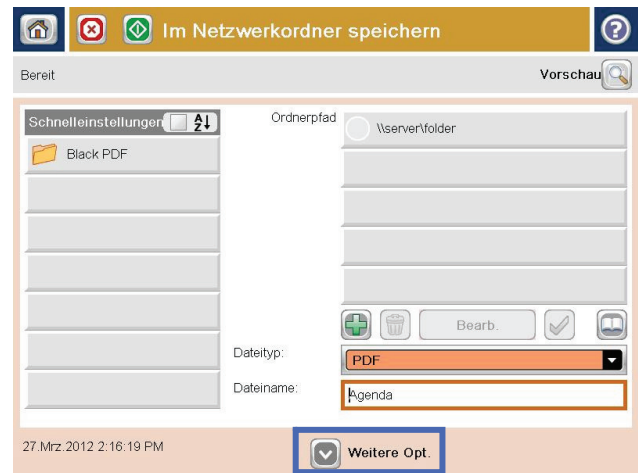 Im Netzwerkordner speichern
Bereit
Vorschau
Schnelleinstellungen
AZ
Ordnerpfad
\\server\folder
Black PDF
Bearb.
Dateityp:
PDF
Dateiname:
Agenda
27.Mrz.2012 2:16:19 PM
Weitere Opt.